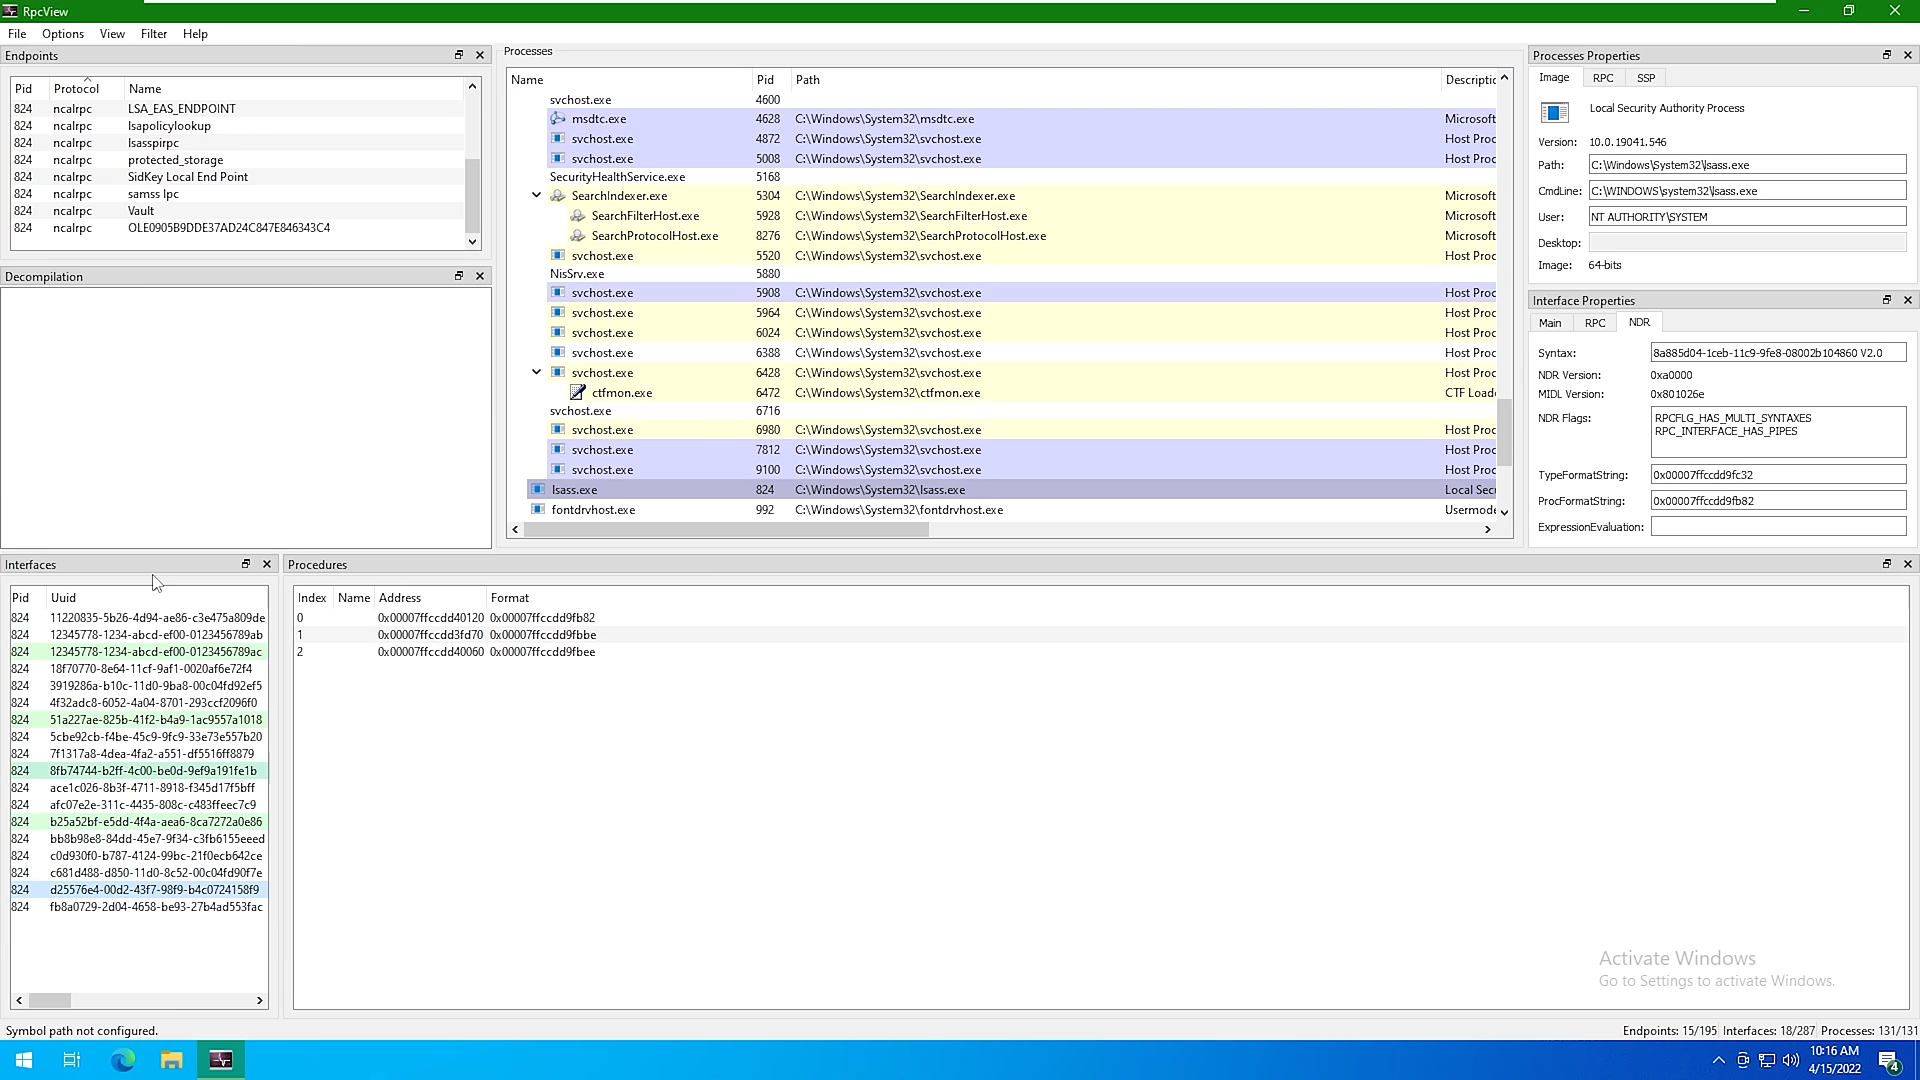 RpcView
File Options View Filter Help
Endpoints
Pid Protocol Name
824 ncalrpc LSA_EAS_ENDPOINT
824 ncalrpc lsapolicylookup
824 ncalrpc lsasspirpc
824 ncalrpc protected_storage
824 ncalrpc SidKey Local End Point
824 ncalrpc samss lpc
824 ncalrpc Vault
824 ncalrpc OLE0905B9DDE37AD24C847E846343C4
Decompilation
Processes
Name Pid Path Descriptic
svchost.exe 4600
msdtc.exe 4628 C:\Windows\System32\msdtc.exe Microsoft
svchost.exe 4872 C:\Windows\System32\svchost.exe Host Proc
svchost.exe 5008 C:\Windows\System32\svchost.exe Host Proc
SecurityHealthService.exe 5168
SearchIndexer.exe 5304 C:\Windows\System32\SearchIndexer.exe Microsoft
SearchFilterHost.exe 5928 C:\Windows\System32\SearchFilterHost.exe Microsoft
SearchProtocolHost.exe 8276 C:\Windows\System32\SearchProtocolHost.exe Microsoft
svchost.exe 5520 C:\Windows\System32\svchost.exe Host Proc
NisSrv.exe 5880
svchost.exe 5908 C:\Windows\System32\svchost.exe Host Proc
svchost.exe 5964 C:\Windows\System32\svchost.exe Host Proc
svchost.exe 6024 C:\Windows\System32\svchost.exe Host Proc
svchost.exe 6388 C:\Windows\System32\svchost.exe Host Proc
svchost.exe 6428 C:\Windows\System32\svchost.exe Host Proc
ctfmon.exe 6472 C:\Windows\System32\ctfmon.exe CTF Loade
svchost.exe 6716
svchost.exe 6980 C:\Windows\System32\svchost.exe Host Proc
svchost.exe 7812 C:\Windows\System32\svchost.exe Host Proc
svchost.exe 9100 C:\Windows\System32\svchost.exe Host Proc
lsass.exe 824 C:\Windows\System32\lsass.exe Local Secu
fontdrvhost.exe 992 C:\Windows\System32\fontdrvhost.exe Usermode
Processes Properties
Image RPC SSP
Local Security Authority Process
Version: 10.0.19041.546
Path: C:\Windows\System32\lsass.exe
CmdLine: C:\WINDOWS\system32\lsass.exe
User: NT AUTHORITY\SYSTEM
Desktop:
Image: 64-bits
Interface Properties
Main RPC NDR
Syntax: 8a885d04-1ceb-11c9-9fe8-08002b104860 V2.0
NDR Version: 0xa0000
MIDL Version: 0x801026e
NDR Flags: RPCFLG_HAS_MULTI_SYNTAXES
RPC_INTERFACE_HAS_PIPES
TypeFormatString: 0x00007ffccdd9fc32
ProcFormatString: 0x00007ffccdd9fb82
ExpressionEvaluation:
Interfaces
Pid Uuid
824 11220835-5b26-4d94-ae86-c3e475a809de
824 12345778-1234-abcd-ef00-0123456789ab
824 12345778-1234-abcd-ef00-0123456789ac
824 18f70770-8e64-11cf-9af1-0020af6e72f4
824 3919286a-b10c-11d0-9ba8-00c04fd92ef5
824 4f32adc8-6052-4a04-8701-293ccf2096f0
824 51a227ae-825b-41f2-b4a9-1ac9557a1018
824 5cbe92cb-f4be-45c9-9fc9-33e73e557b20
824 7f1317a8-4dea-4fa2-a551-df5516ff8879
824 8fb74744-b2ff-4c00-be0d-9ef9a191fe1b
824 ace1c026-8b3f-4711-8918-f345d17f5bff
824 afc07e2e-311c-4435-808c-c483ffeec7c9
824 b25a52bf-e5dd-4f4a-aea6-8ca7272a0e86
824 bb8b98e8-84dd-45e7-9f34-c3fb6155eeed
824 c0d930f0-b787-4124-99bc-21f0ecb642ce
824 c681d488-d850-11d0-8c52-00c04fd90f7e
824 d25576e4-00d2-43f7-98f9-b4c0724158f9
824 fb8a0729-2d04-4658-be93-27b4ad553fac
Procedures
Index Name Address Format
0 0x00007ffccdd40120 0x00007ffccdd9fb82
1 0x00007ffccdd3fd70 0x00007ffccdd9fbbe
2 0x00007ffccdd40060 0x00007ffccdd9fbee
Activate Windows
Go to Settings to activate Windows.
Symbol path not configured.
Endpoints: 15/195 Interfaces: 18/287 Processes: 131/131
10:16 AM
4/15/2022
4